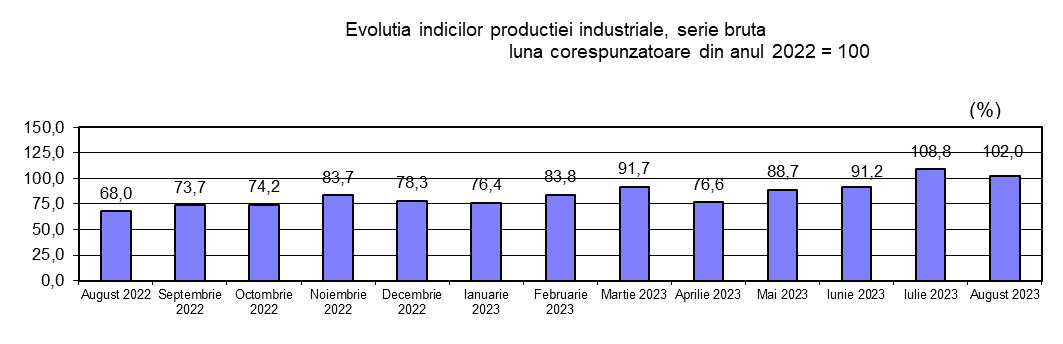 Evolutia indicilor productiei industriale, serie bruta
luna corespunzatoare din anul 2022 = 100
(%)
150,0
125,0
100,0
75,0
50,0
25,0
0,0
68,0
73,7
74,2
83,7
78,3
76,4
83,8
91,7
76,6
88,7
91,2
108,8
102,0
August 2022
Septembrie
2022
Octombrie
2022
Noiembrie
2022
Decembrie
2022
Ianuarie
2023
Februarie
2023
Martie 2023
Aprilie 2023
Mai 2023
Iunie 2023
Iulie 2023
August 2023